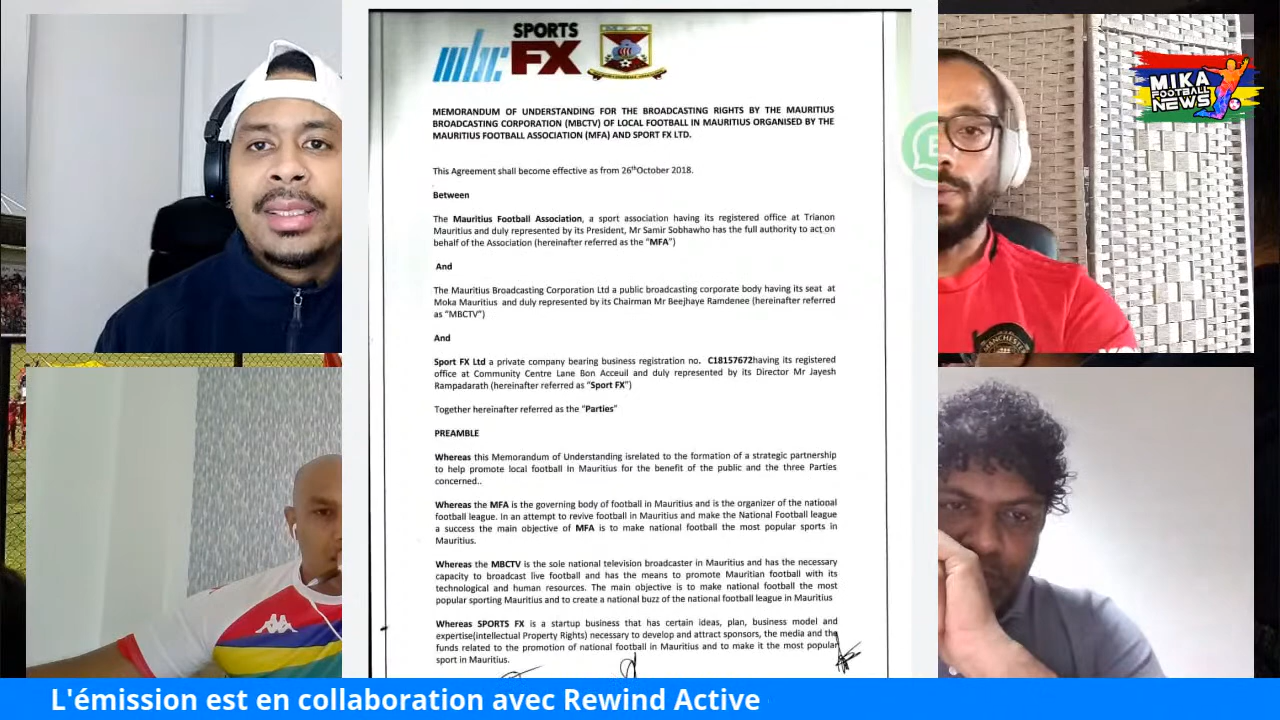 mbc
SPORTS
FX
MEMORANDUM OF UNDERSTANDING FOR THE BROADCASTING RIGHTS BY THE MAURITIUS
BROADCASTING CORPORATION (MBCTV) OF LOCAL FOOTBALL IN MAURITIUS ORGANISED BY THE
MAURITIUS FOOTBALL ASSOCIATION (MFA) AND SPORT FX LTD.
This Agreement shall become effective as from 26thOctober 2018.
Between
The Mauritius Football Association, a sport association having its registered office at Trianon
Mauritius and duly represented by its President, Mr Samir Sobhawho has the full authority to act on
behalf of the Association (hereinafter referred as the “MFA”)
And
The Mauritius Broadcasting Corporation Ltd a public broadcasting corporate body having its seat at
Moka Mauritius and duly represented by its Chairman Mr Beejhaye Ramdenee (hereinafter referred
as “MBCTV”)
And
Sport FX Ltd a private company bearing business registration no. C18157672having its registered
office at Community Centre Lane Bon Acceuil and duly represented by its Director Mr Jayesh
Rampadarath (hereinafter referred as “Sport FX”)
Together hereinafter referred as the “Parties”
PREAMBLE
Whereas this Memorandum of Understanding isrelated to the formation of a strategic partnership
to help promote local football In Mauritius for the benefit of the public and the three Parties
concerned..
Whereas the MFA is the governing body of football in Mauritius and is the organizer of the national
football league. In an attempt to revive football in Mauritius and make the National Football league
a success the main objective of MFA is to make national football the most popular sports in
Mauritius.
Whereas the MBCTV is the sole national television broadcaster in Mauritius and has the necessary
capacity to broadcast live football and has the means to promote Mauritian football with its
technological and human resources. The main objective is to make national football the most
popular sporting Mauritius and to create a national buzz of the national football league in Mauritius
Whereas SPORTS FX is a startup business that has certain ideas, plan, business model and
expertise(intellectual Property Rights) necessary to develop and attract sponsors, the media and the
funds related to the promotion of national football in Mauritius and to make it the most popular
sport in Mauritius.
MIKA
FOOTBALL
NEWS
MANCHESTER
L'émission est en collaboration avec Rewind Active